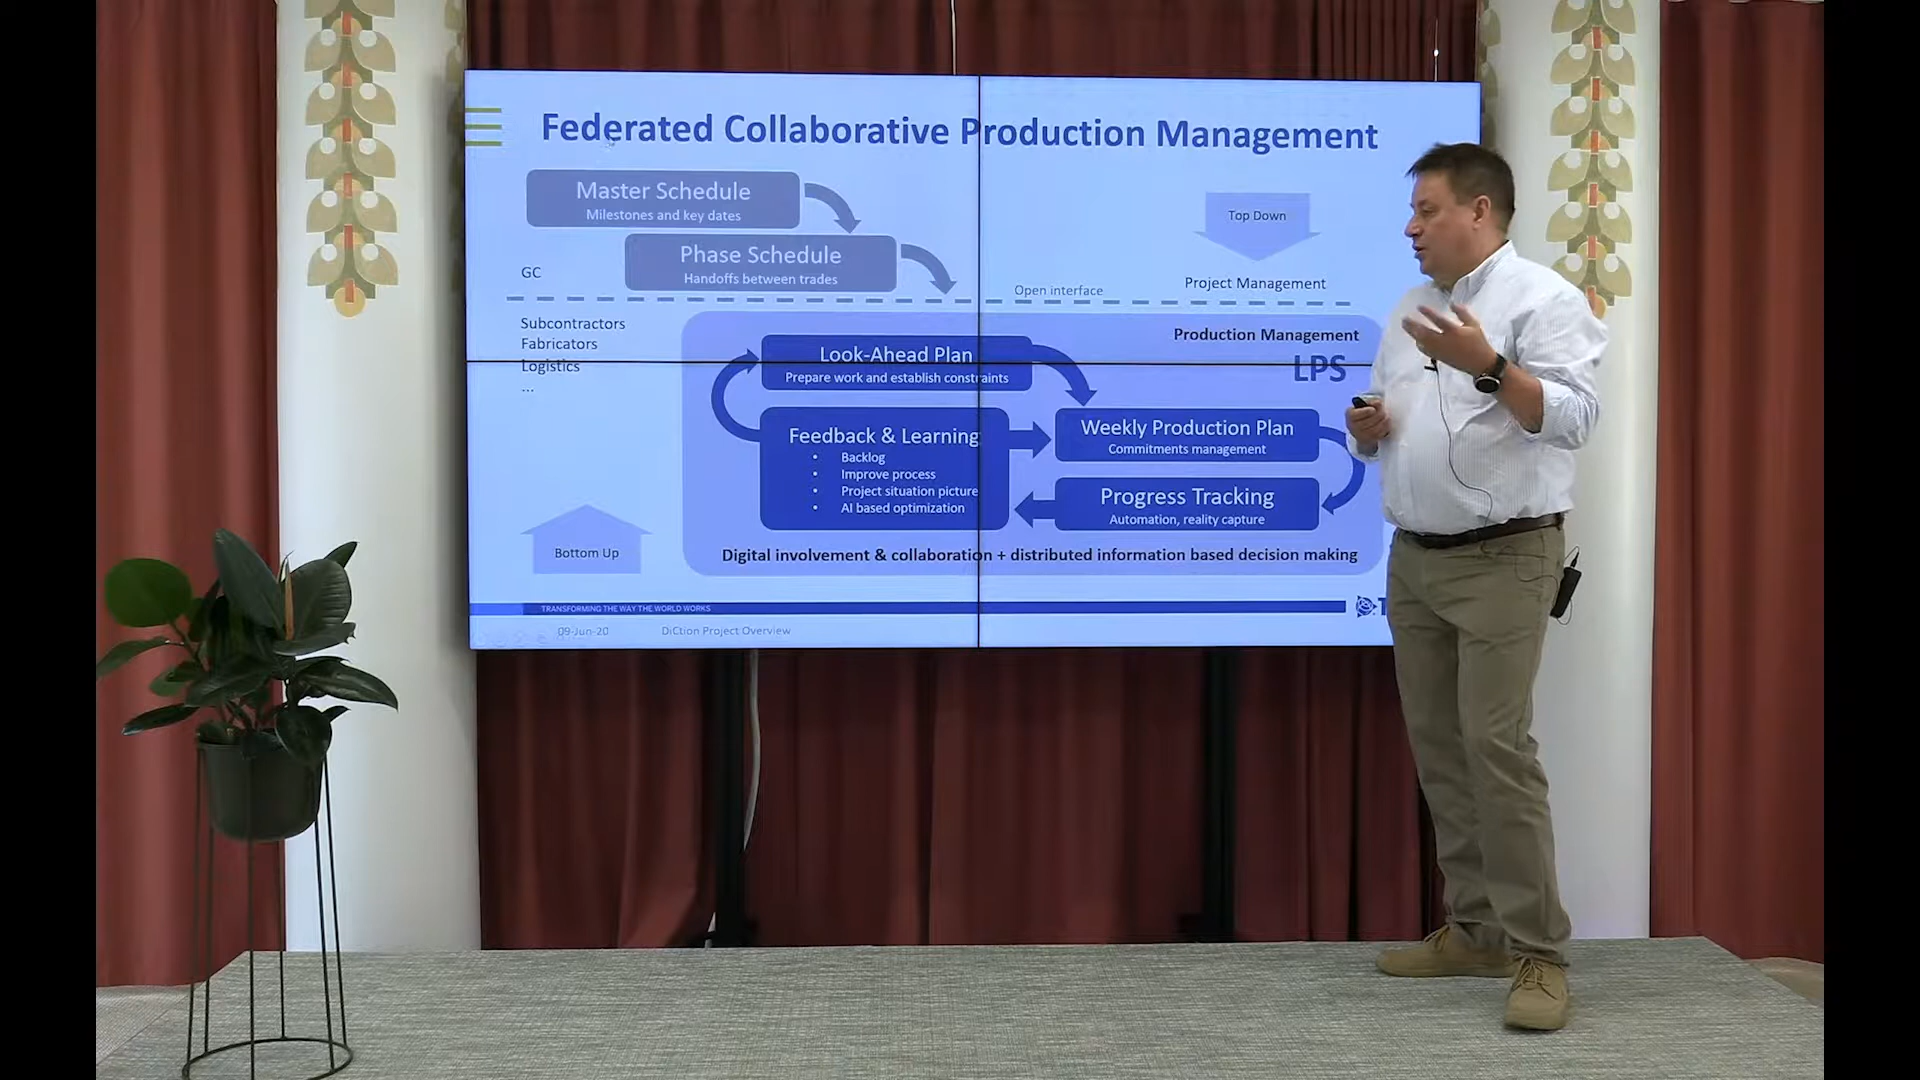 Federated Collaborative Production Management
Master Schedule
Milestones and key dates
Phase Schedule
Handoffs between trades
Top Down
GC
Open interface
Project Management
Subcontractors
Fabricators
Logistics
...
Production Management
LPS
Look-Ahead Plan
Prepare work and establish constraints
Feedback & Learning
• Backlog
• Improve process
• Project situation picture
• AI based optimization
Weekly Production Plan
Commitments management
Progress Tracking
Automation, reality capture
Bottom Up
Digital involvement & collaboration + distributed information based decision making
TRANSFORMING THE WAY THE WORLD WORKS
09-Jun-20 DiCtion Project Overview